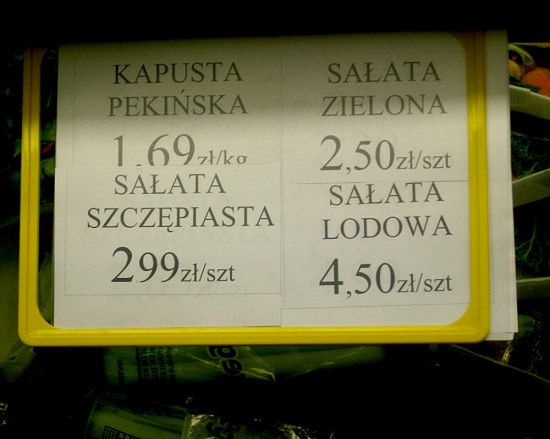 KAPUSTA
PEKIŃSKA
1,69zł/kg
SAŁATA
ZIELONA
2,50zł/szt
SAŁATA
SZCZĘPIASTA
299zł/szt
SAŁATA
LODOWA
4,50zł/szt